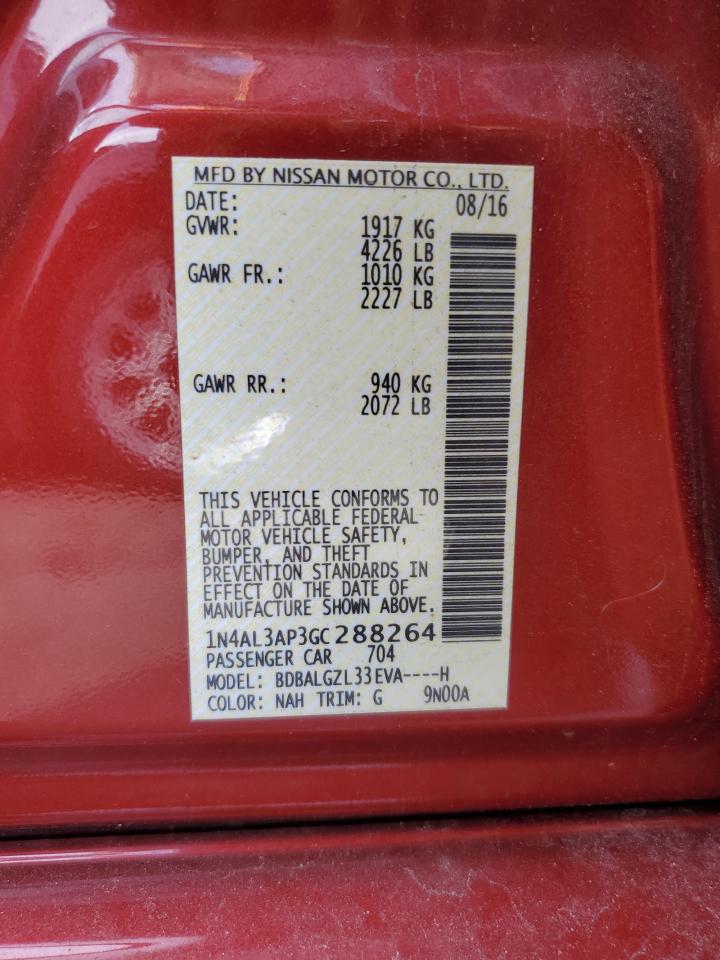 MFD BY NISSAN MOTOR CO., LTD.
DATE: 08/16
GVWR: 1917 KG
4226 LB
GAWR FR.: 1010 KG
2227 LB
GAWR RR.: 940 KG
2072 LB
THIS VEHICLE CONFORMS TO
ALL APPLICABLE FEDERAL
MOTOR VEHICLE SAFETY,
BUMPER, AND THEFT
PREVENTION STANDARDS IN
EFFECT ON THE DATE OF
MANUFACTURE SHOWN ABOVE.
1N4AL3AP3GC288264
PASSENGER CAR 704
MODEL: BDBALGZL33EVA----H
COLOR: NAH TRIM: G 9N00A